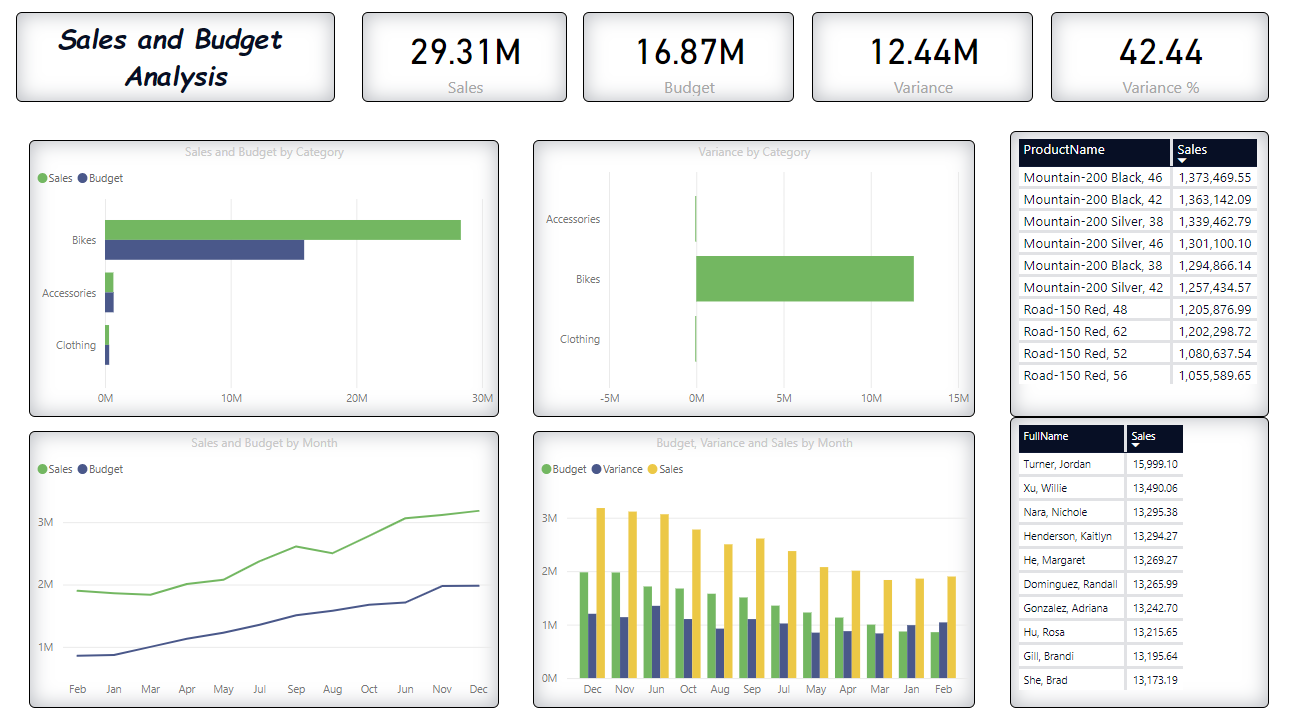 Sales and Budget
Analysis
29.31M
Sales
16.87M
Budget
12.44M
Variance
42.44
Variance %
Sales and Budget by Category
Sales Budget
Bikes
Accessories
Clothing
0M 10M 20M 30M
Variance by Category
Accessories
Bikes
Clothing
-5M 0M 5M 10M 15M
ProductName Sales
Mountain-200 Black, 46 1,373,469.55
Mountain-200 Black, 42 1,363,142.09
Mountain-200 Silver, 38 1,339,462.79
Mountain-200 Silver, 46 1,301,100.10
Mountain-200 Black, 38 1,294,866.14
Mountain-200 Silver, 42 1,257,434.57
Road-150 Red, 48 1,205,876.99
Road-150 Red, 62 1,202,298.72
Road-150 Red, 52 1,080,637.54
Road-150 Red, 56 1,055,589.65
Sales and Budget by Month
Sales Budget
3M
2M
1M
Feb Jan Mar Apr May Jul Sep Aug Oct Jun Nov Dec
Budget, Variance and Sales by Month
Budget Variance Sales
3M
2M
1M
0M
Dec Nov Jun Oct Aug Sep Jul May Apr Mar Jan Feb
FullName Sales
Turner, Jordan 15,999.10
Xu, Willie 13,490.06
Nara, Nichole 13,295.38
Henderson, Kaitlyn 13,294.27
He, Margaret 13,269.27
Dominguez, Randall 13,265.99
Gonzalez, Adriana 13,242.70
Hu, Rosa 13,215.65
Gill, Brandi 13,195.64
She, Brad 13,173.19